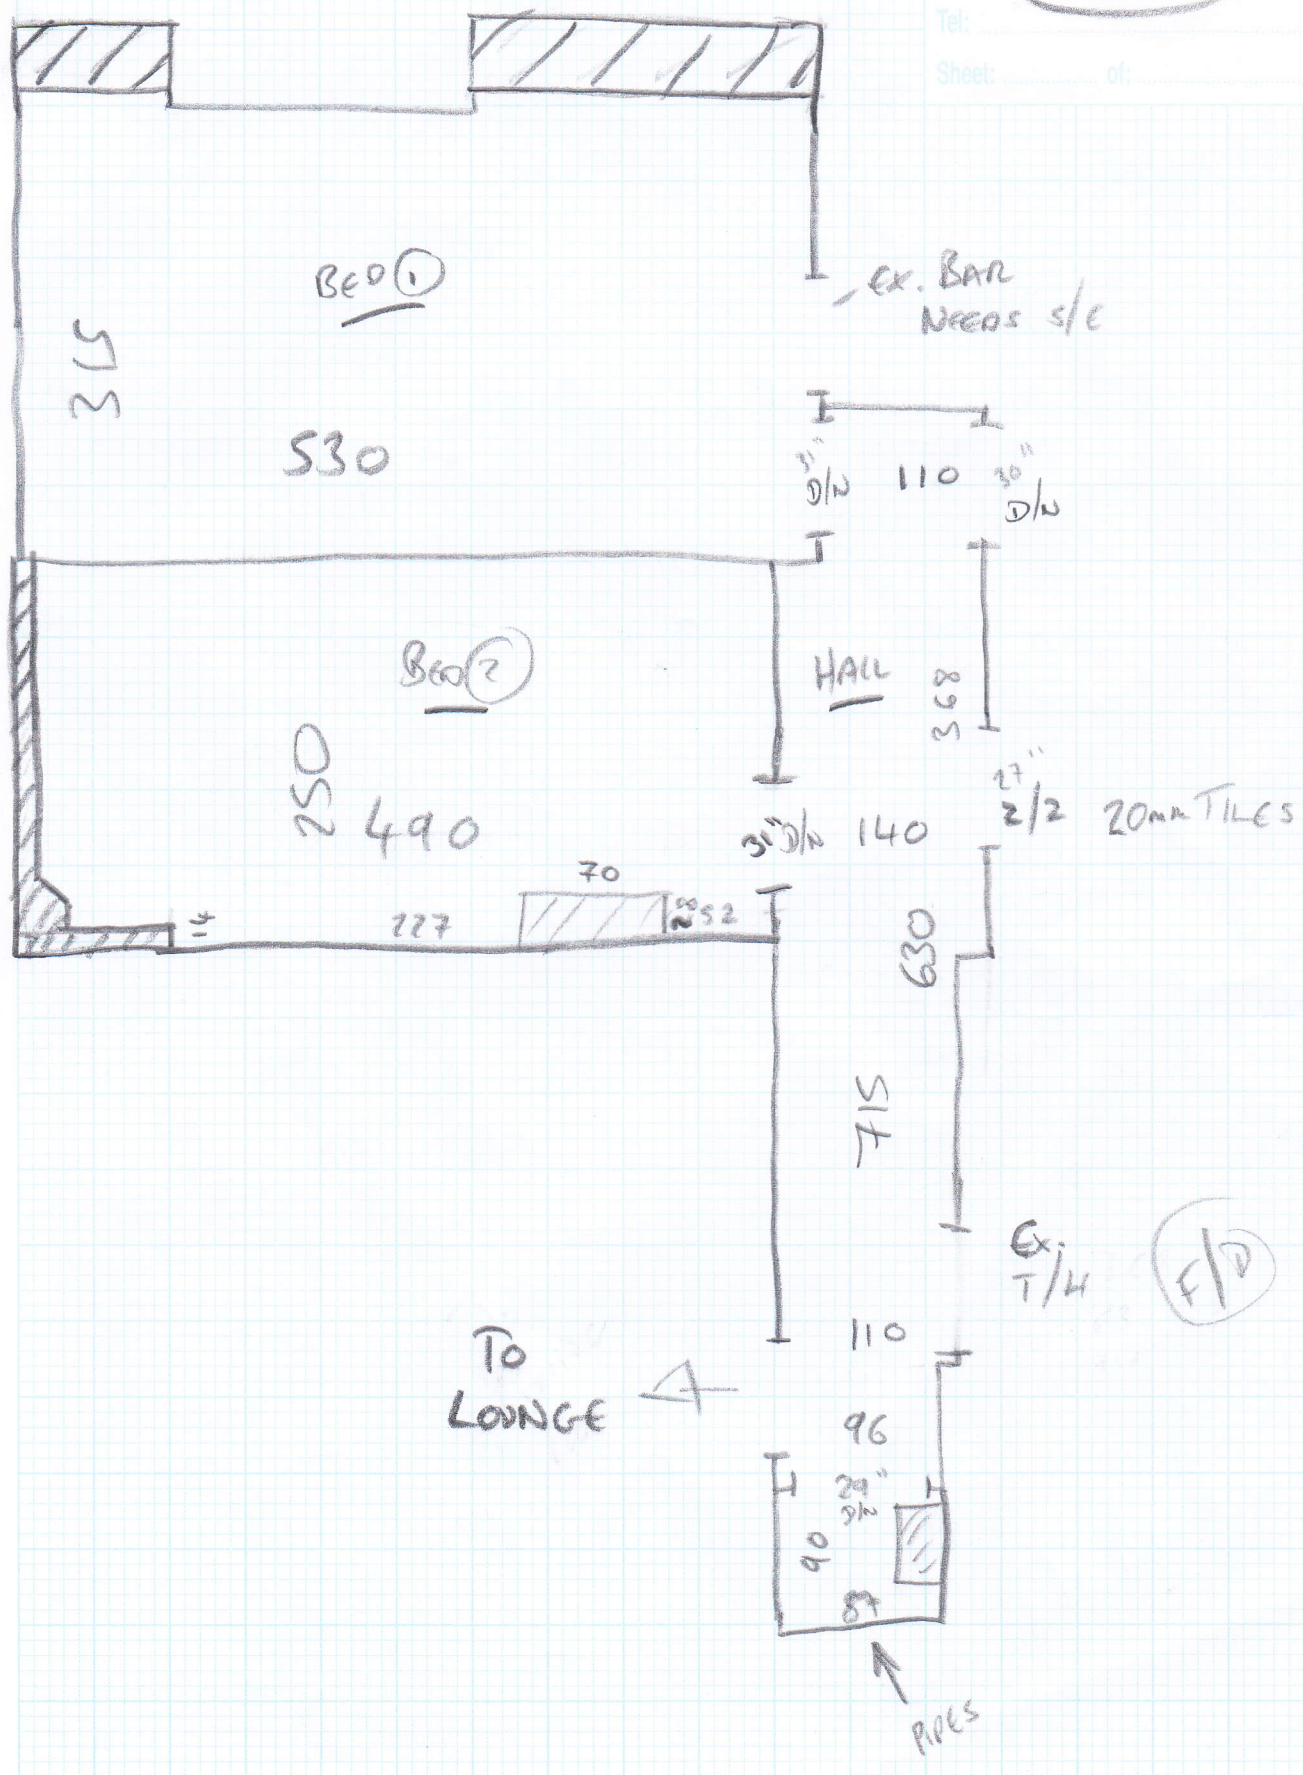 Tel:
Sheet: of:
BED 1
ex. BAR
NEEDS S/E
315
530
31"
D/N
110
30"
D/N
BED 2
HALL
368
250
490
31" D/N
140
27"
Z/Z
20mm TILES
70
227
52
630
715
Ex.
T/H
F/D
110
TO
LOUNGE
96
29"
D/N
90
87
PIPES